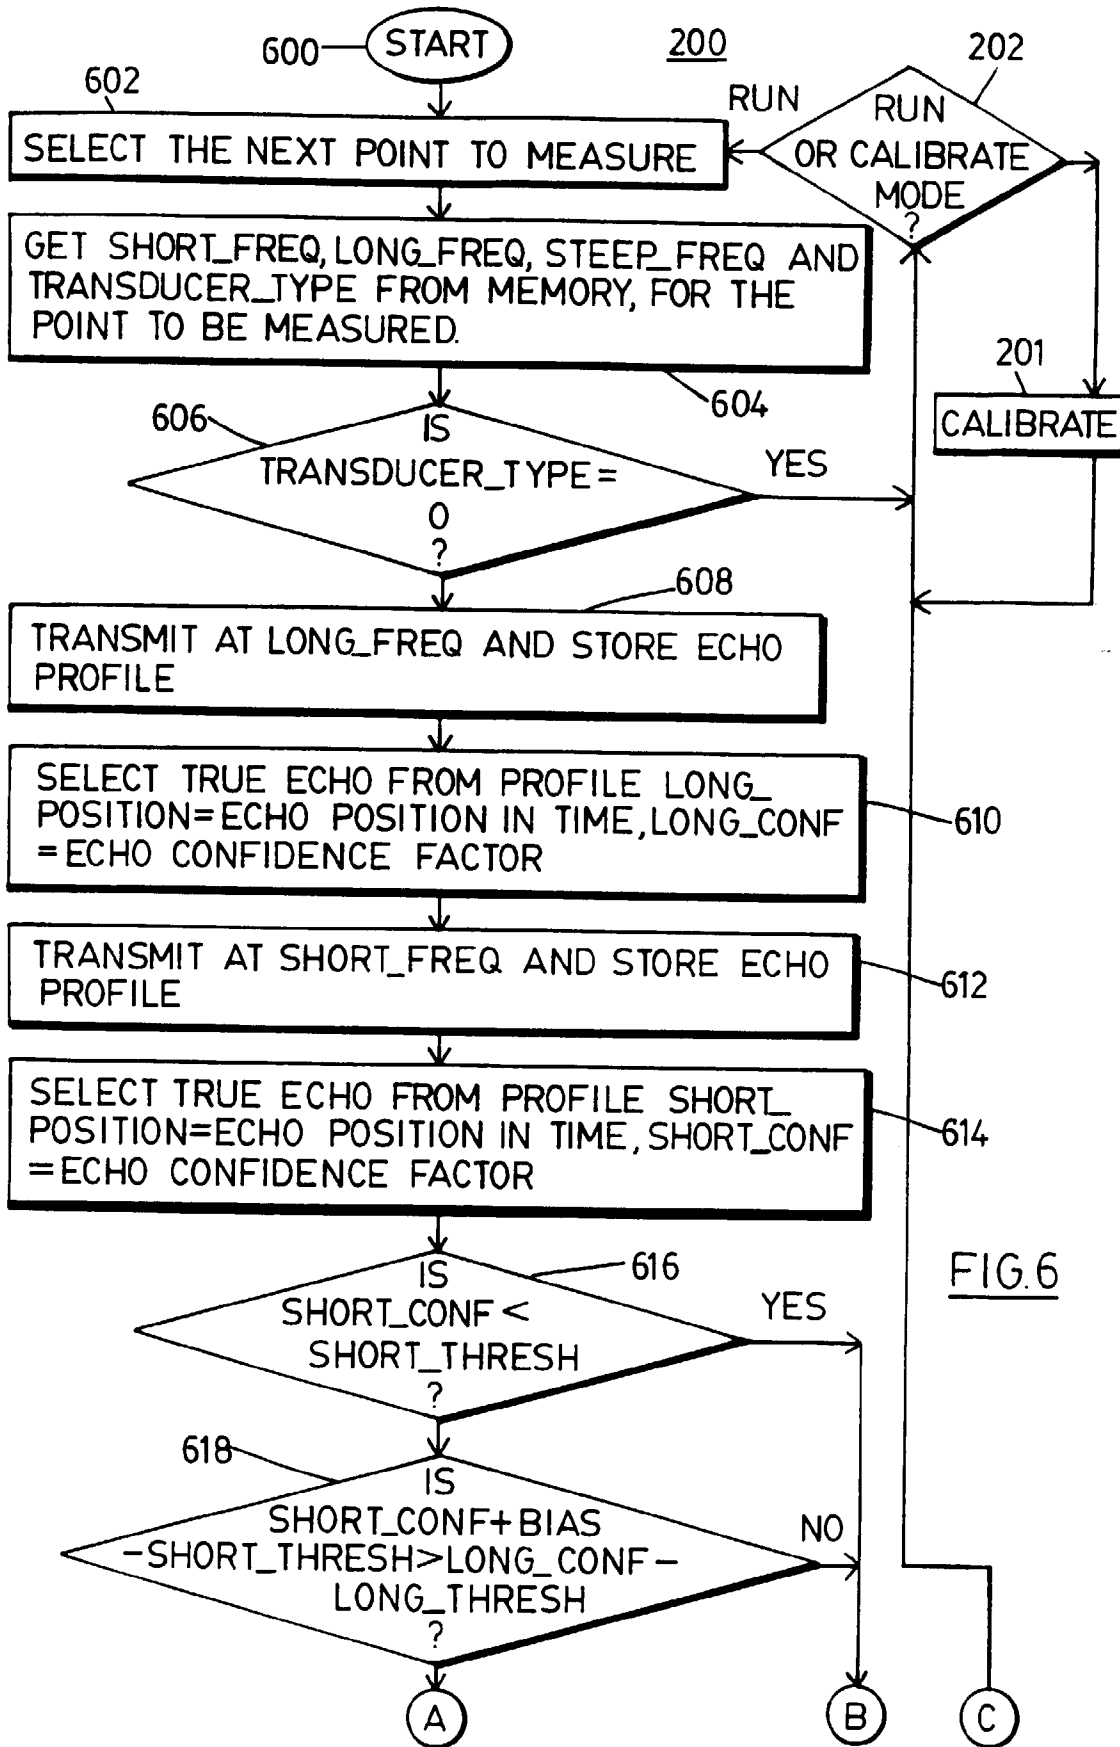 600
START
200
202
602
RUN
RUN
OR CALIBRATE
MODE
?
SELECT THE NEXT POINT TO MEASURE
GET SHORT_FREQ, LONG_FREQ, STEEP_FREQ AND
TRANSDUCER_TYPE FROM MEMORY, FOR THE
POINT TO BE MEASURED.
604
201
CALIBRATE
606
IS
TRANSDUCER_TYPE=
0
?
YES
608
TRANSMIT AT LONG_FREQ AND STORE ECHO
PROFILE
SELECT TRUE ECHO FROM PROFILE LONG_
POSITION=ECHO POSITION IN TIME, LONG_CONF
=ECHO CONFIDENCE FACTOR
610
TRANSMIT AT SHORT_FREQ AND STORE ECHO
PROFILE
612
SELECT TRUE ECHO FROM PROFILE SHORT_
POSITION=ECHO POSITION IN TIME, SHORT_CONF
=ECHO CONFIDENCE FACTOR
614
616
IS
SHORT_CONF <
SHORT_THRESH
?
YES
FIG.6
618
IS
SHORT_CONF+BIAS
-SHORT_THRESH>LONG_CONF-
LONG_THRESH
?
NO
A
B
C